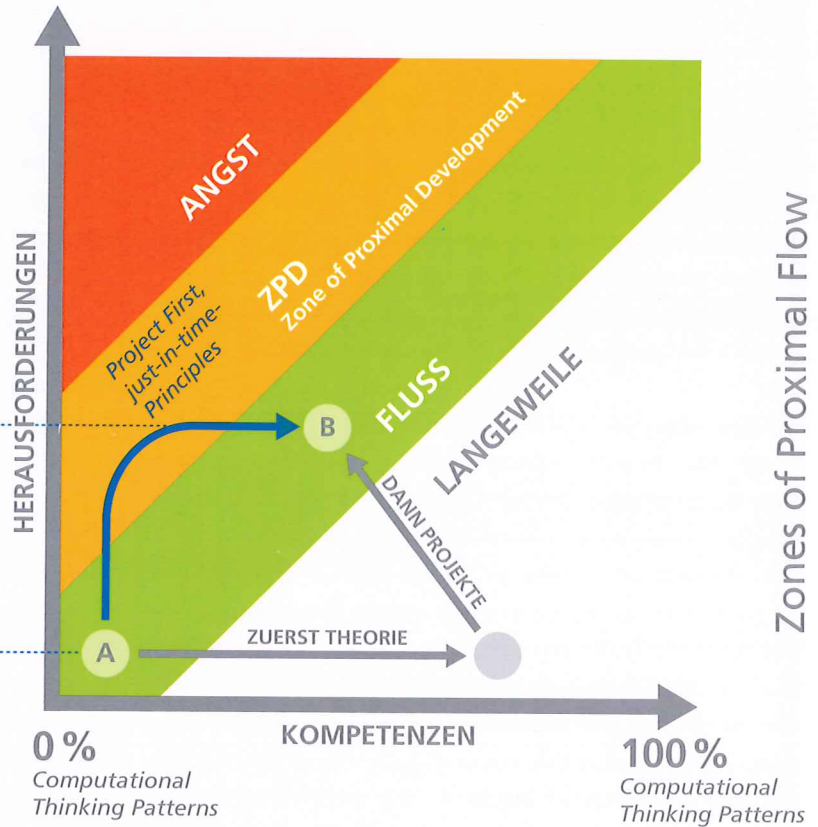 ANGST
ZPD
Zone of Proximal Development
Project First,
just-in-time-
Principles
FLUSS
LANGEWEILE
HERAUSFORDERUNGEN
A
B
DANN PROJEKTE
ZUERST THEORIE
KOMPETENZEN
0 %
Computational
Thinking Patterns
100 %
Computational
Thinking Patterns
Zones of Proximal Flow